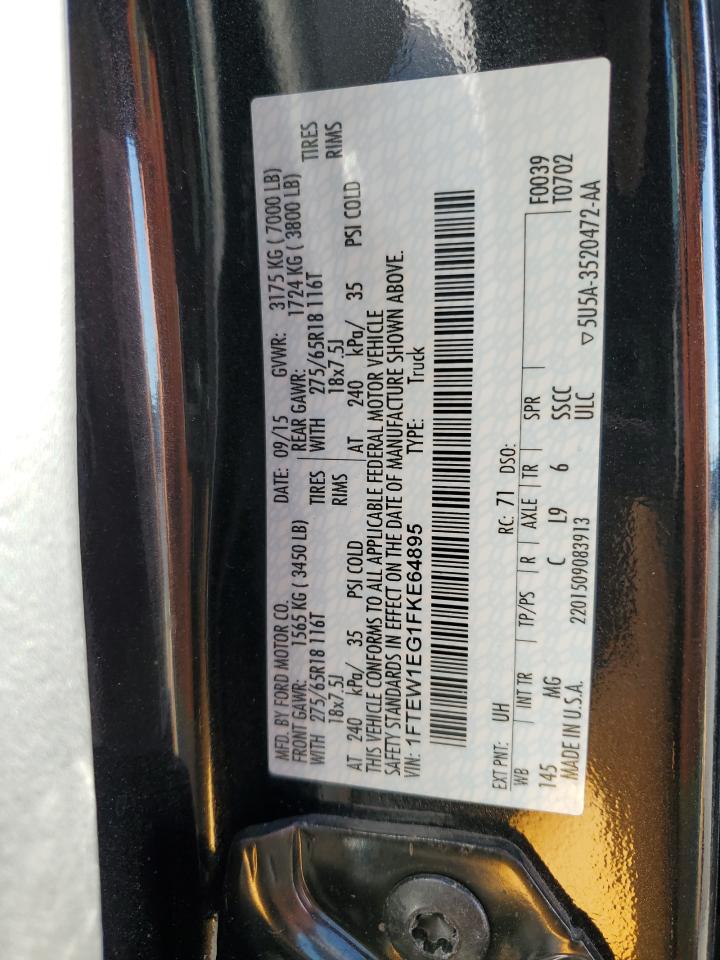 MFD. BY FORD MOTOR CO. DATE: 09/15 GVWR: 3175 KG ( 7000 LB)
FRONT GAWR: 1565 KG ( 3450 LB) REAR GAWR: 1724 KG ( 3800 LB)
WITH 275/65R18 116T TIRES WITH 275/65R18 116T TIRES
18x7.5J RIMS 18x7.5J RIMS
AT 240 kPa/ 35 PSI COLD AT 240 kPa/ 35 PSI COLD
THIS VEHICLE CONFORMS TO ALL APPLICABLE FEDERAL MOTOR VEHICLE
SAFETY STANDARDS IN EFFECT ON THE DATE OF MANUFACTURE SHOWN ABOVE.
VIN: 1FTEW1EG1FKE64895 TYPE: Truck
EXT PNT: UH RC: 71 DSO: F0039
WB INT TR TP/PS R AXLE TR SPR T0702
145 MG C L9 6 SSCC
MADE IN U.S.A. 2201509083913 ULC ▽5U5A-3520472-AA